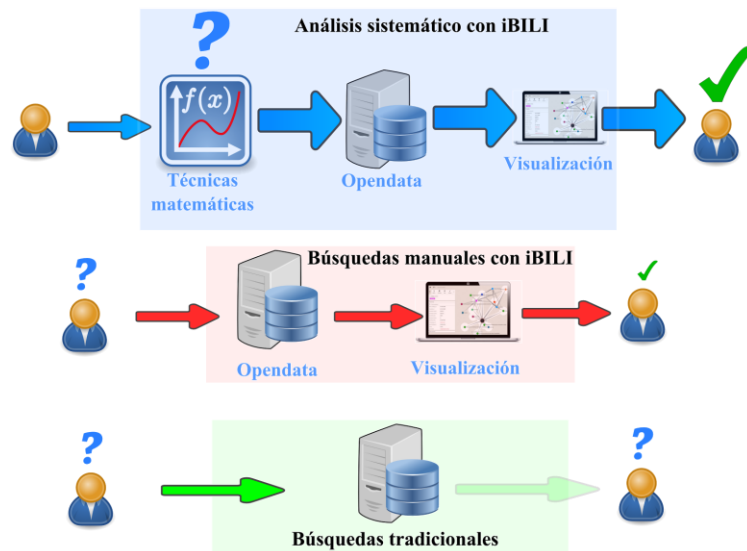 Análisis sistemático con iBILI
?
f(x)
Técnicas
matemáticas
Opendata
Visualización
Búsquedas manuales con iBILI
?
Opendata
Visualización
?
?
Búsquedas tradicionales